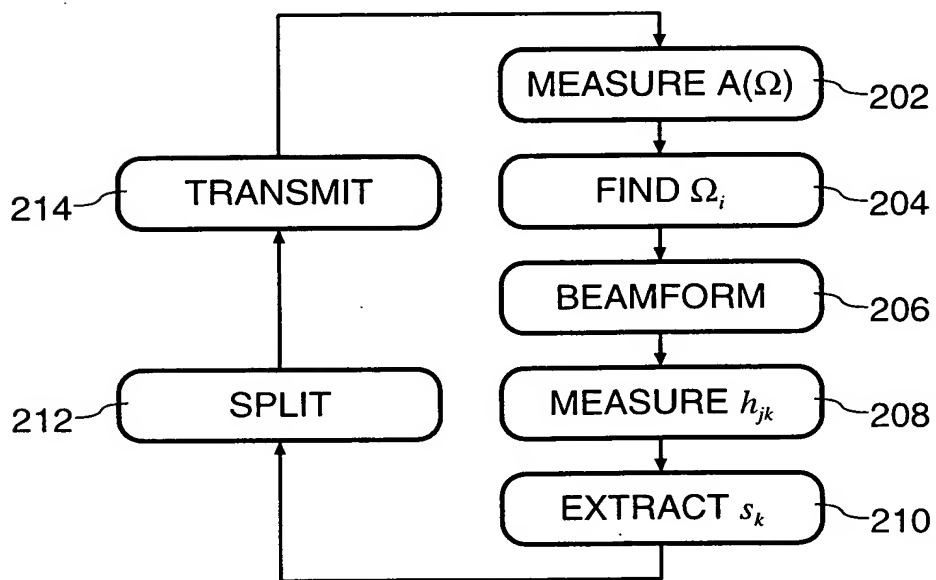 MEASURE A(Ω)
202
FIND Ωi
204
BEAMFORM
206
MEASURE hjk
208
EXTRACT sk
210
SPLIT
212
TRANSMIT
214